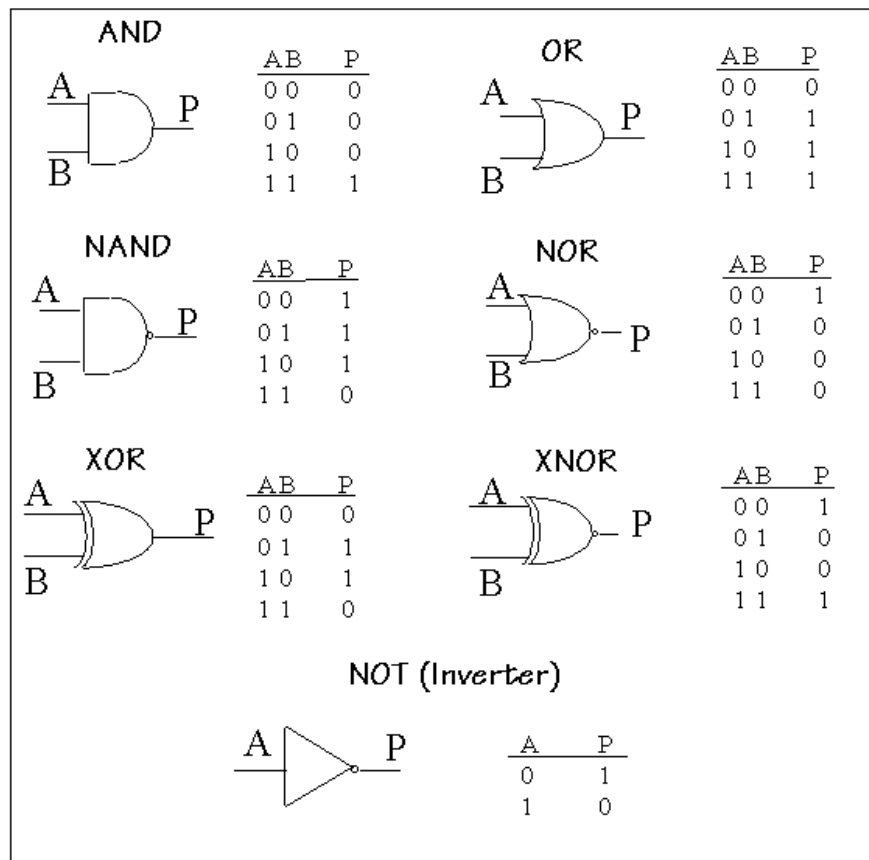 AND
A
B
P
AB P
0 0 0
0 1 0
1 0 0
1 1 1
OR
A
B
P
AB P
0 0 0
0 1 1
1 0 1
1 1 1
NAND
A
B
P
AB P
0 0 1
0 1 1
1 0 1
1 1 0
NOR
A
B
P
AB P
0 0 1
0 1 0
1 0 0
1 1 0
XOR
A
B
P
AB P
0 0 0
0 1 1
1 0 1
1 1 0
XNOR
A
B
P
AB P
0 0 1
0 1 0
1 0 0
1 1 1
NOT (Inverter)
A
P
A P
0 1
1 0